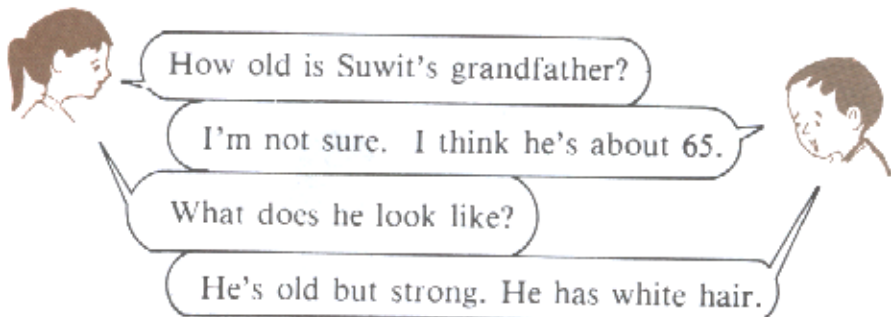 How old is Suwit's grandfather?
I'm not sure. I think he's about 65.
What does he look like?
He's old but strong. He has white hair.